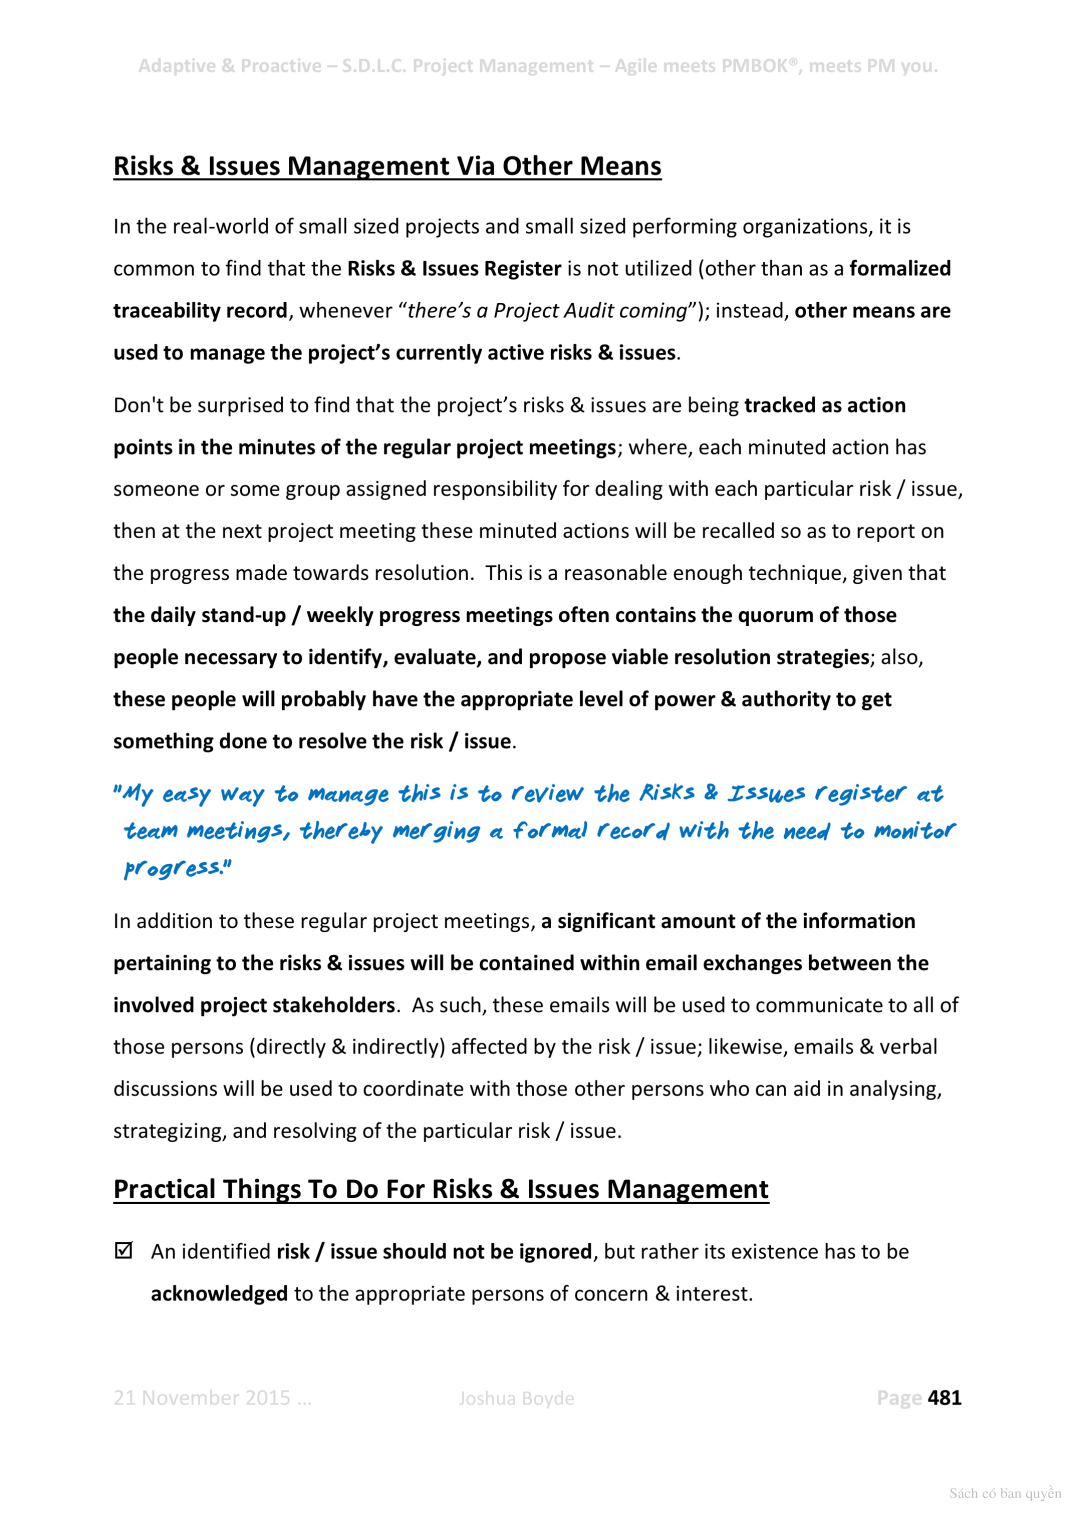 Adaptive & Proactive – S.D.L.C. Project Management – Agile meets PMBOK®, meets PM you.
Risks & Issues Management Via Other Means
In the real-world of small sized projects and small sized performing organizations, it is
common to find that the Risks & Issues Register is not utilized (other than as a formalized
traceability record, whenever “there’s a Project Audit coming”); instead, other means are
used to manage the project’s currently active risks & issues.
Don't be surprised to find that the project’s risks & issues are being tracked as action
points in the minutes of the regular project meetings; where, each minuted action has
someone or some group assigned responsibility for dealing with each particular risk / issue,
then at the next project meeting these minuted actions will be recalled so as to report on
the progress made towards resolution.  This is a reasonable enough technique, given that
the daily stand-up / weekly progress meetings often contains the quorum of those
people necessary to identify, evaluate, and propose viable resolution strategies; also,
these people will probably have the appropriate level of power & authority to get
something done to resolve the risk / issue.
"My easy way to manage this is to review the Risks & Issues register at
team meetings, thereby merging a formal record with the need to monitor
progress."
In addition to these regular project meetings, a significant amount of the information
pertaining to the risks & issues will be contained within email exchanges between the
involved project stakeholders.  As such, these emails will be used to communicate to all of
those persons (directly & indirectly) affected by the risk / issue; likewise, emails & verbal
discussions will be used to coordinate with those other persons who can aid in analysing,
strategizing, and resolving of the particular risk / issue.
Practical Things To Do For Risks & Issues Management
☑ An identified risk / issue should not be ignored, but rather its existence has to be
acknowledged to the appropriate persons of concern & interest.
21 November 2015 … Joshua Boyde Page 481
Sách có bản quyền